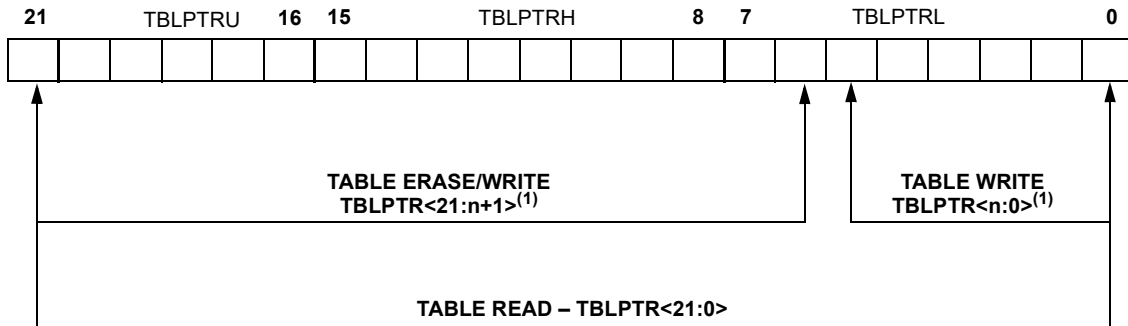 21 TBLPTRU 16 15 TBLPTRH 8 7 TBLPTRL 0
TABLE ERASE/WRITE
TBLPTR<21:n+1>(1)
TABLE WRITE
TBLPTR<n:0>(1)
TABLE READ – TBLPTR<21:0>